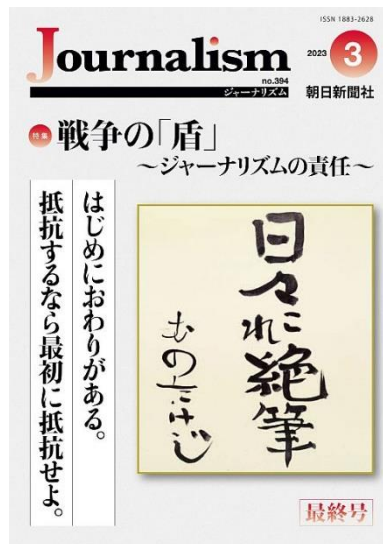 ISSN 1883-2628
Journalism
2023 3
no.394
ジャーナリズム
朝日新聞社
特集
戦争の「盾」
〜ジャーナリズムの責任〜
はじめにおわりがある。
抵抗するなら最初に抵抗せよ。
日々これ絶筆
むのたけじ
最終号